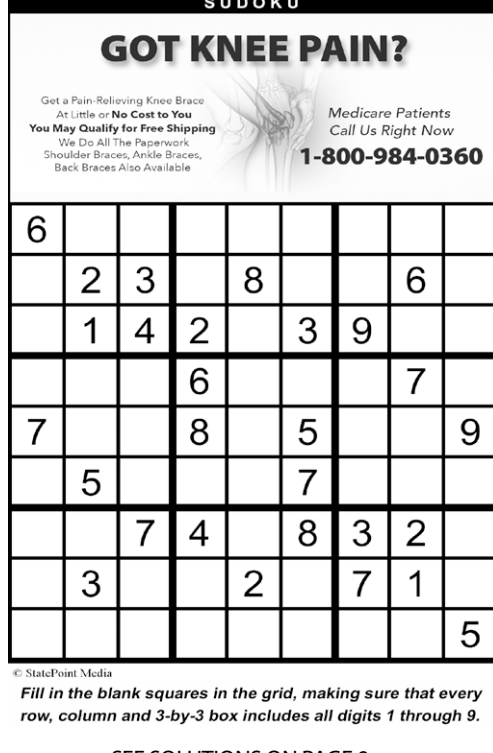 SUDOKU
GOT KNEE PAIN?
Get a Pain-Relieving Knee Brace
At Little or No Cost to You
You May Qualify for Free Shipping
We Do All The Paperwork
Shoulder Braces, Ankle Braces,
Back Braces Also Available
Medicare Patients
Call Us Right Now
1-800-984-0360
6
2 3 8 6
1 4 2 3 9
6 7
7 8 5 9
5 7
7 4 8 3 2
3 2 7 1
5
© StatePoint Media
Fill in the blank squares in the grid, making sure that every
row, column and 3-by-3 box includes all digits 1 through 9.